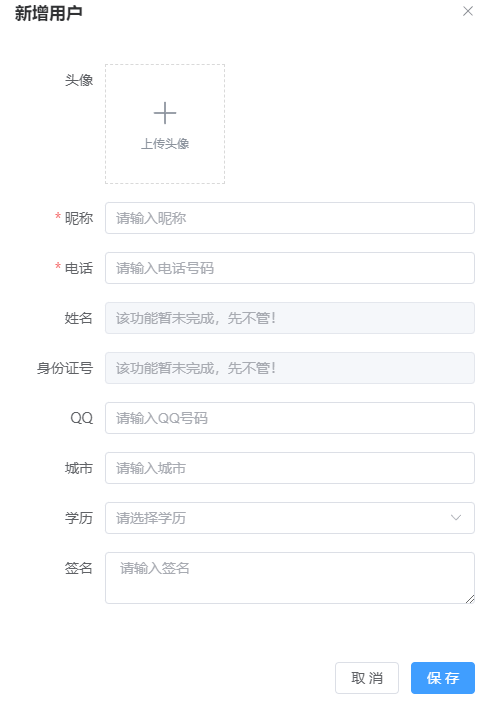 新增用户
头像
上传头像
* 昵称 请输入昵称
* 电话 请输入电话号码
姓名 该功能暂未完成，先不管！
身份证号 该功能暂未完成，先不管！
QQ 请输入QQ号码
城市 请输入城市
学历 请选择学历
签名 请输入签名
取 消 保 存